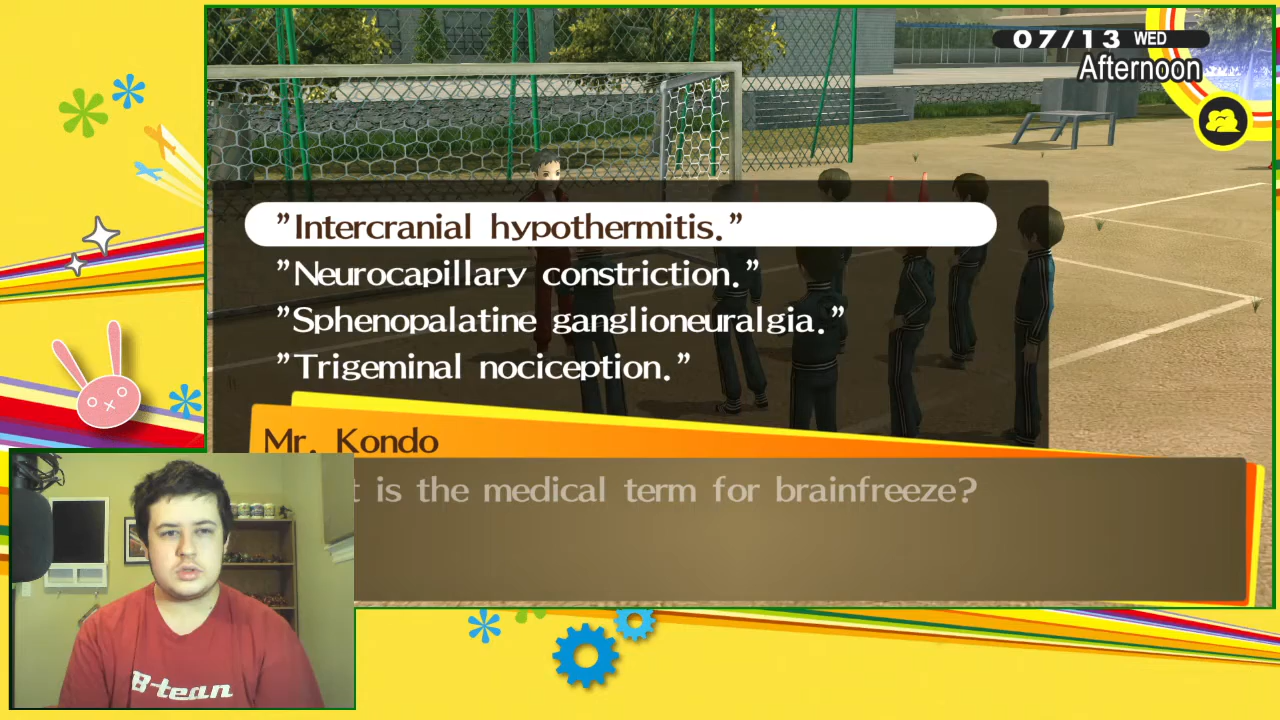 07/13 WED
Afternoon
"Intercranial hypothermitis."
"Neurocapillary constriction."
"Sphenopalatine ganglioneuralgia."
"Trigeminal nociception."
Mr. Kondo
is the medical term for brainfreeze?
B-tean